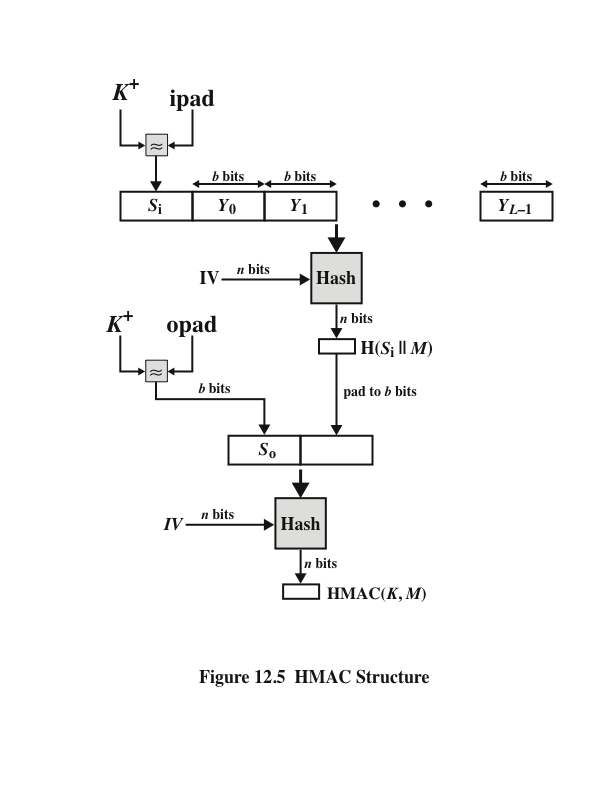 K+ ipad
≈
b bits b bits b bits
Si Y0 Y1 • • • YL–1
IV n bits Hash
n bits
K+ opad
H(Si || M)
≈
b bits pad to b bits
So
IV n bits Hash
n bits
HMAC(K, M)
Figure 12.5 HMAC Structure